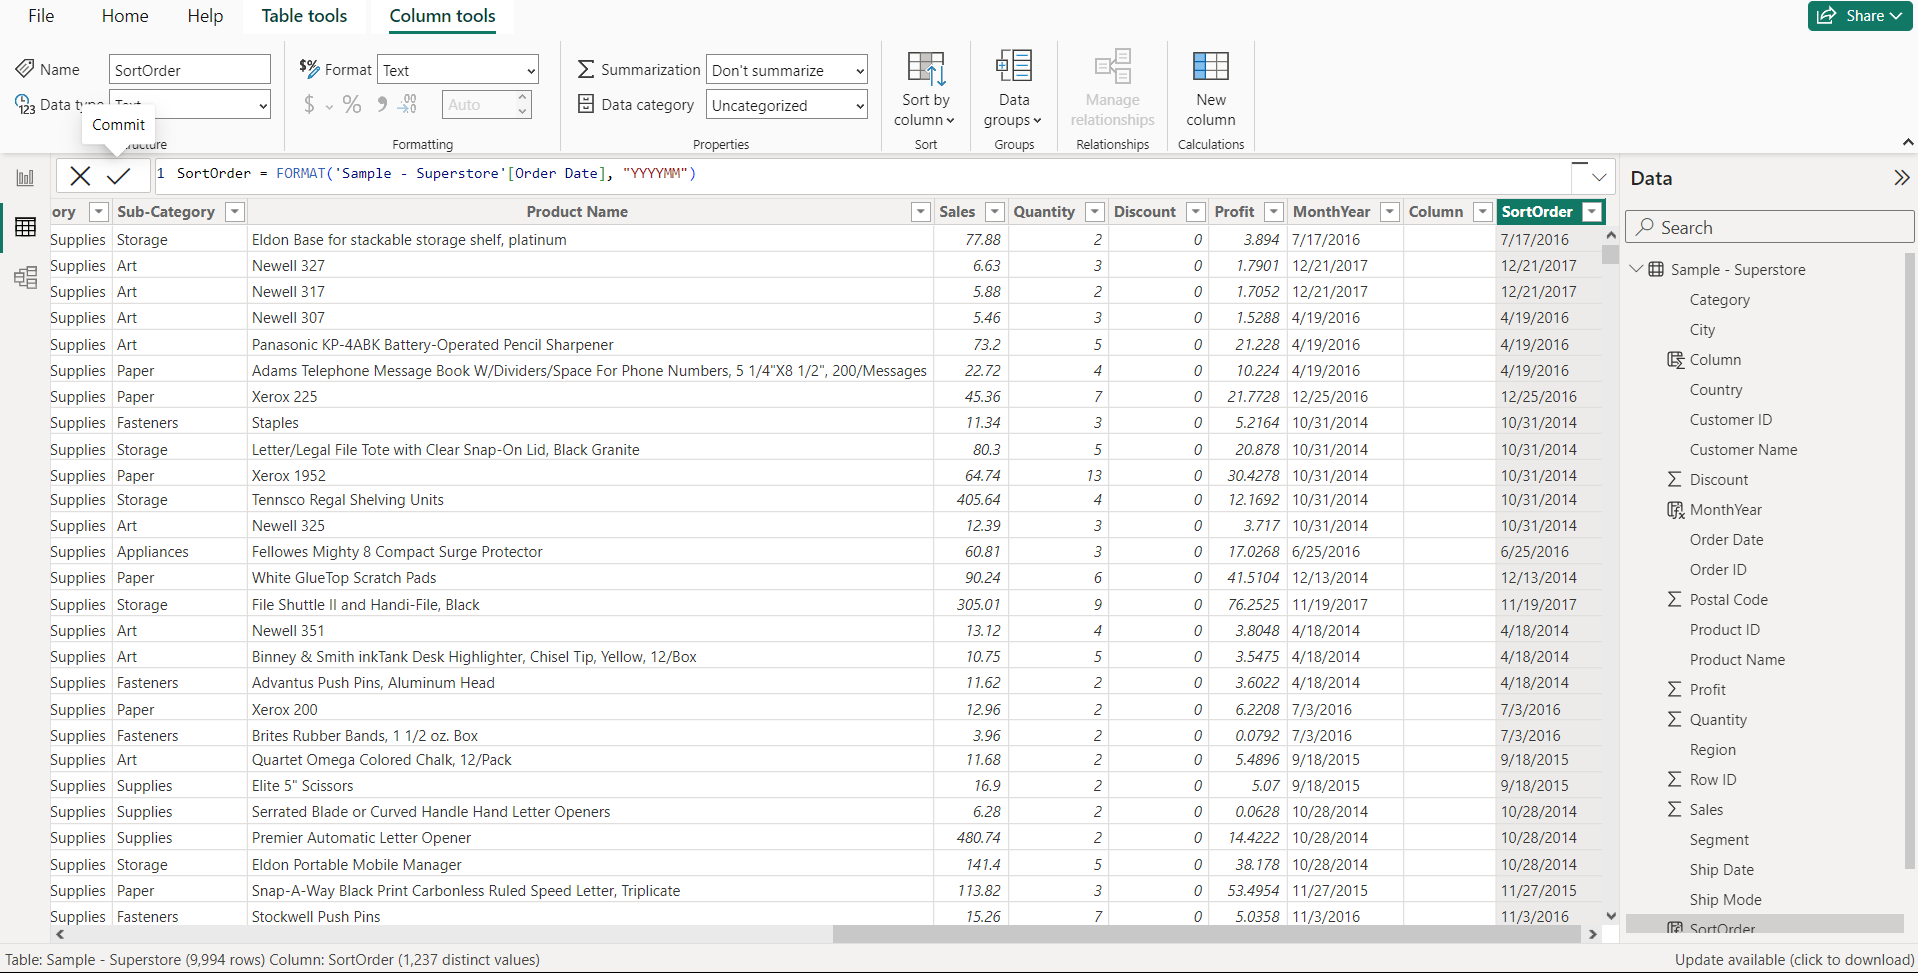 File Home Help Table tools Column tools Share
Name SortOrder $% Format Text Summarization Don't summarize
123 Data type $ % 9 .00 Auto Data category Uncategorized
Sort by column Data groups Manage relationships New column
Commit
Formatting Properties Sort Groups Relationships Calculations
1 SortOrder = FORMAT('Sample - Superstore'[Order Date], "YYYYMM")
ory Sub-Category Product Name Sales Quantity Discount Profit MonthYear Column SortOrder
Supplies Storage Eldon Base for stackable storage shelf, platinum 77.88 2 0 3.894 7/17/2016 7/17/2016
Supplies Art Newell 327 6.63 3 0 1.7901 12/21/2017 12/21/2017
Supplies Art Newell 317 5.88 2 0 1.7052 12/21/2017 12/21/2017
Supplies Art Newell 307 5.46 3 0 1.5288 4/19/2016 4/19/2016
Supplies Art Panasonic KP-4ABK Battery-Operated Pencil Sharpener 73.2 5 0 21.228 4/19/2016 4/19/2016
Supplies Paper Adams Telephone Message Book W/Dividers/Space For Phone Numbers, 5 1/4"X8 1/2", 200/Messages 22.72 4 0 10.224 4/19/2016 4/19/2016
Supplies Paper Xerox 225 45.36 7 0 21.7728 12/25/2016 12/25/2016
Supplies Fasteners Staples 11.34 3 0 5.2164 10/31/2014 10/31/2014
Supplies Storage Letter/Legal File Tote with Clear Snap-On Lid, Black Granite 80.3 5 0 20.878 10/31/2014 10/31/2014
Supplies Paper Xerox 1952 64.74 13 0 30.4278 10/31/2014 10/31/2014
Supplies Storage Tennsco Regal Shelving Units 405.64 4 0 12.1692 10/31/2014 10/31/2014
Supplies Art Newell 325 12.39 3 0 3.717 10/31/2014 10/31/2014
Supplies Appliances Fellowes Mighty 8 Compact Surge Protector 60.81 3 0 17.0268 6/25/2016 6/25/2016
Supplies Paper White GlueTop Scratch Pads 90.24 6 0 41.5104 12/13/2014 12/13/2014
Supplies Storage File Shuttle II and Handi-File, Black 305.01 9 0 76.2525 11/19/2017 11/19/2017
Supplies Art Newell 351 13.12 4 0 3.8048 4/18/2014 4/18/2014
Supplies Art Binney & Smith inkTank Desk Highlighter, Chisel Tip, Yellow, 12/Box 10.75 5 0 3.5475 4/18/2014 4/18/2014
Supplies Fasteners Advantus Push Pins, Aluminum Head 11.62 2 0 3.6022 4/18/2014 4/18/2014
Supplies Paper Xerox 200 12.96 2 0 6.2208 7/3/2016 7/3/2016
Supplies Fasteners Brites Rubber Bands, 1 1/2 oz. Box 3.96 2 0 0.0792 7/3/2016 7/3/2016
Supplies Art Quartet Omega Colored Chalk, 12/Pack 11.68 2 0 5.4896 9/18/2015 9/18/2015
Supplies Supplies Elite 5" Scissors 16.9 2 0 5.07 9/18/2015 9/18/2015
Supplies Supplies Serrated Blade or Curved Handle Hand Letter Openers 6.28 2 0 0.0628 10/28/2014 10/28/2014
Supplies Supplies Premier Automatic Letter Opener 480.74 2 0 14.4222 10/28/2014 10/28/2014
Supplies Storage Eldon Portable Mobile Manager 141.4 5 0 38.178 10/28/2014 10/28/2014
Supplies Paper Snap-A-Way Black Print Carbonless Ruled Speed Letter, Triplicate 113.82 3 0 53.4954 11/27/2015 11/27/2015
Supplies Fasteners Stockwell Push Pins 15.26 7 0 5.0358 11/3/2016 11/3/2016
Data
Search
Sample - Superstore
Category
City
Column
Country
Customer ID
Customer Name
Discount
MonthYear
Order Date
Order ID
Postal Code
Product ID
Product Name
Profit
Quantity
Region
Row ID
Sales
Segment
Ship Date
Ship Mode
SortOrder
Table: Sample - Superstore (9,994 rows) Column: SortOrder (1,237 distinct values) Update available (click to download)